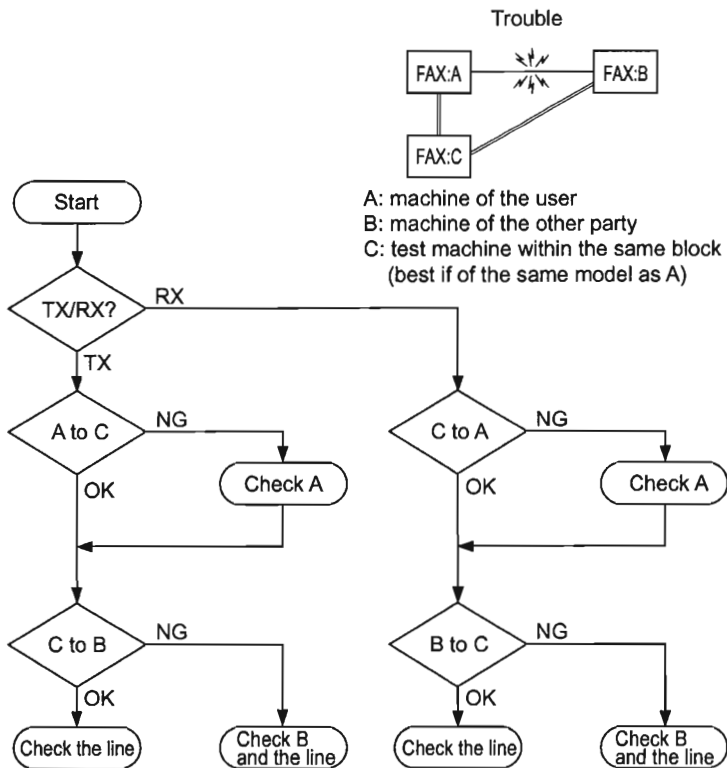 Trouble
FAX:A
FAX:B
FAX:C
A: machine of the user
B: machine of the other party
C: test machine within the same block
(best if of the same model as A)
Start
TX/RX?
RX
TX
A to C
NG
OK
Check A
C to A
NG
OK
Check A
C to B
NG
OK
Check the line
Check B
and the line
B to C
NG
OK
Check the line
Check B
and the line